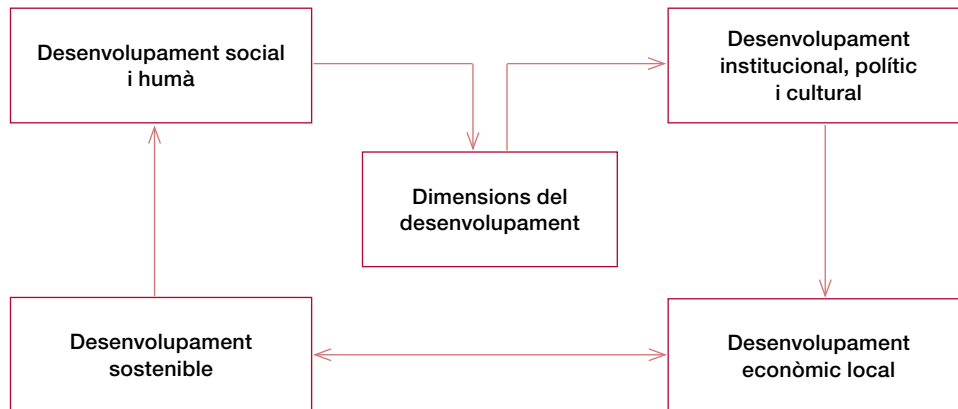 Desenvolupament social
i humà
Desenvolupament
institucional, polític
i cultural
Dimensions del
desenvolupament
Desenvolupament
sostenible
Desenvolupament
econòmic local